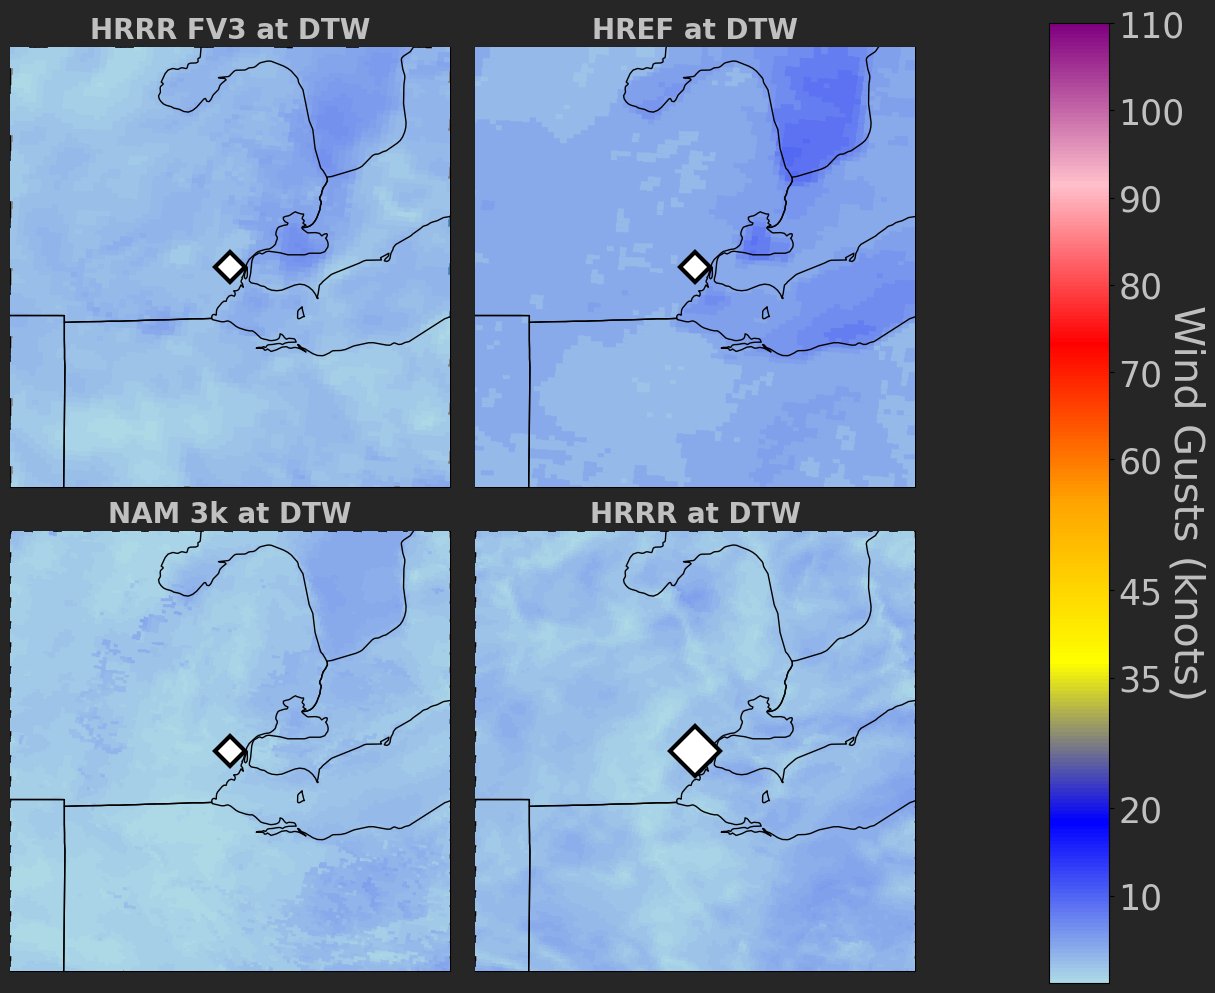 HRRR FV3 at DTW
HREF at DTW
NAM 3k at DTW
HRRR at DTW
110
100
90
80
70
60
45
35
20
10
Wind Gusts (knots)